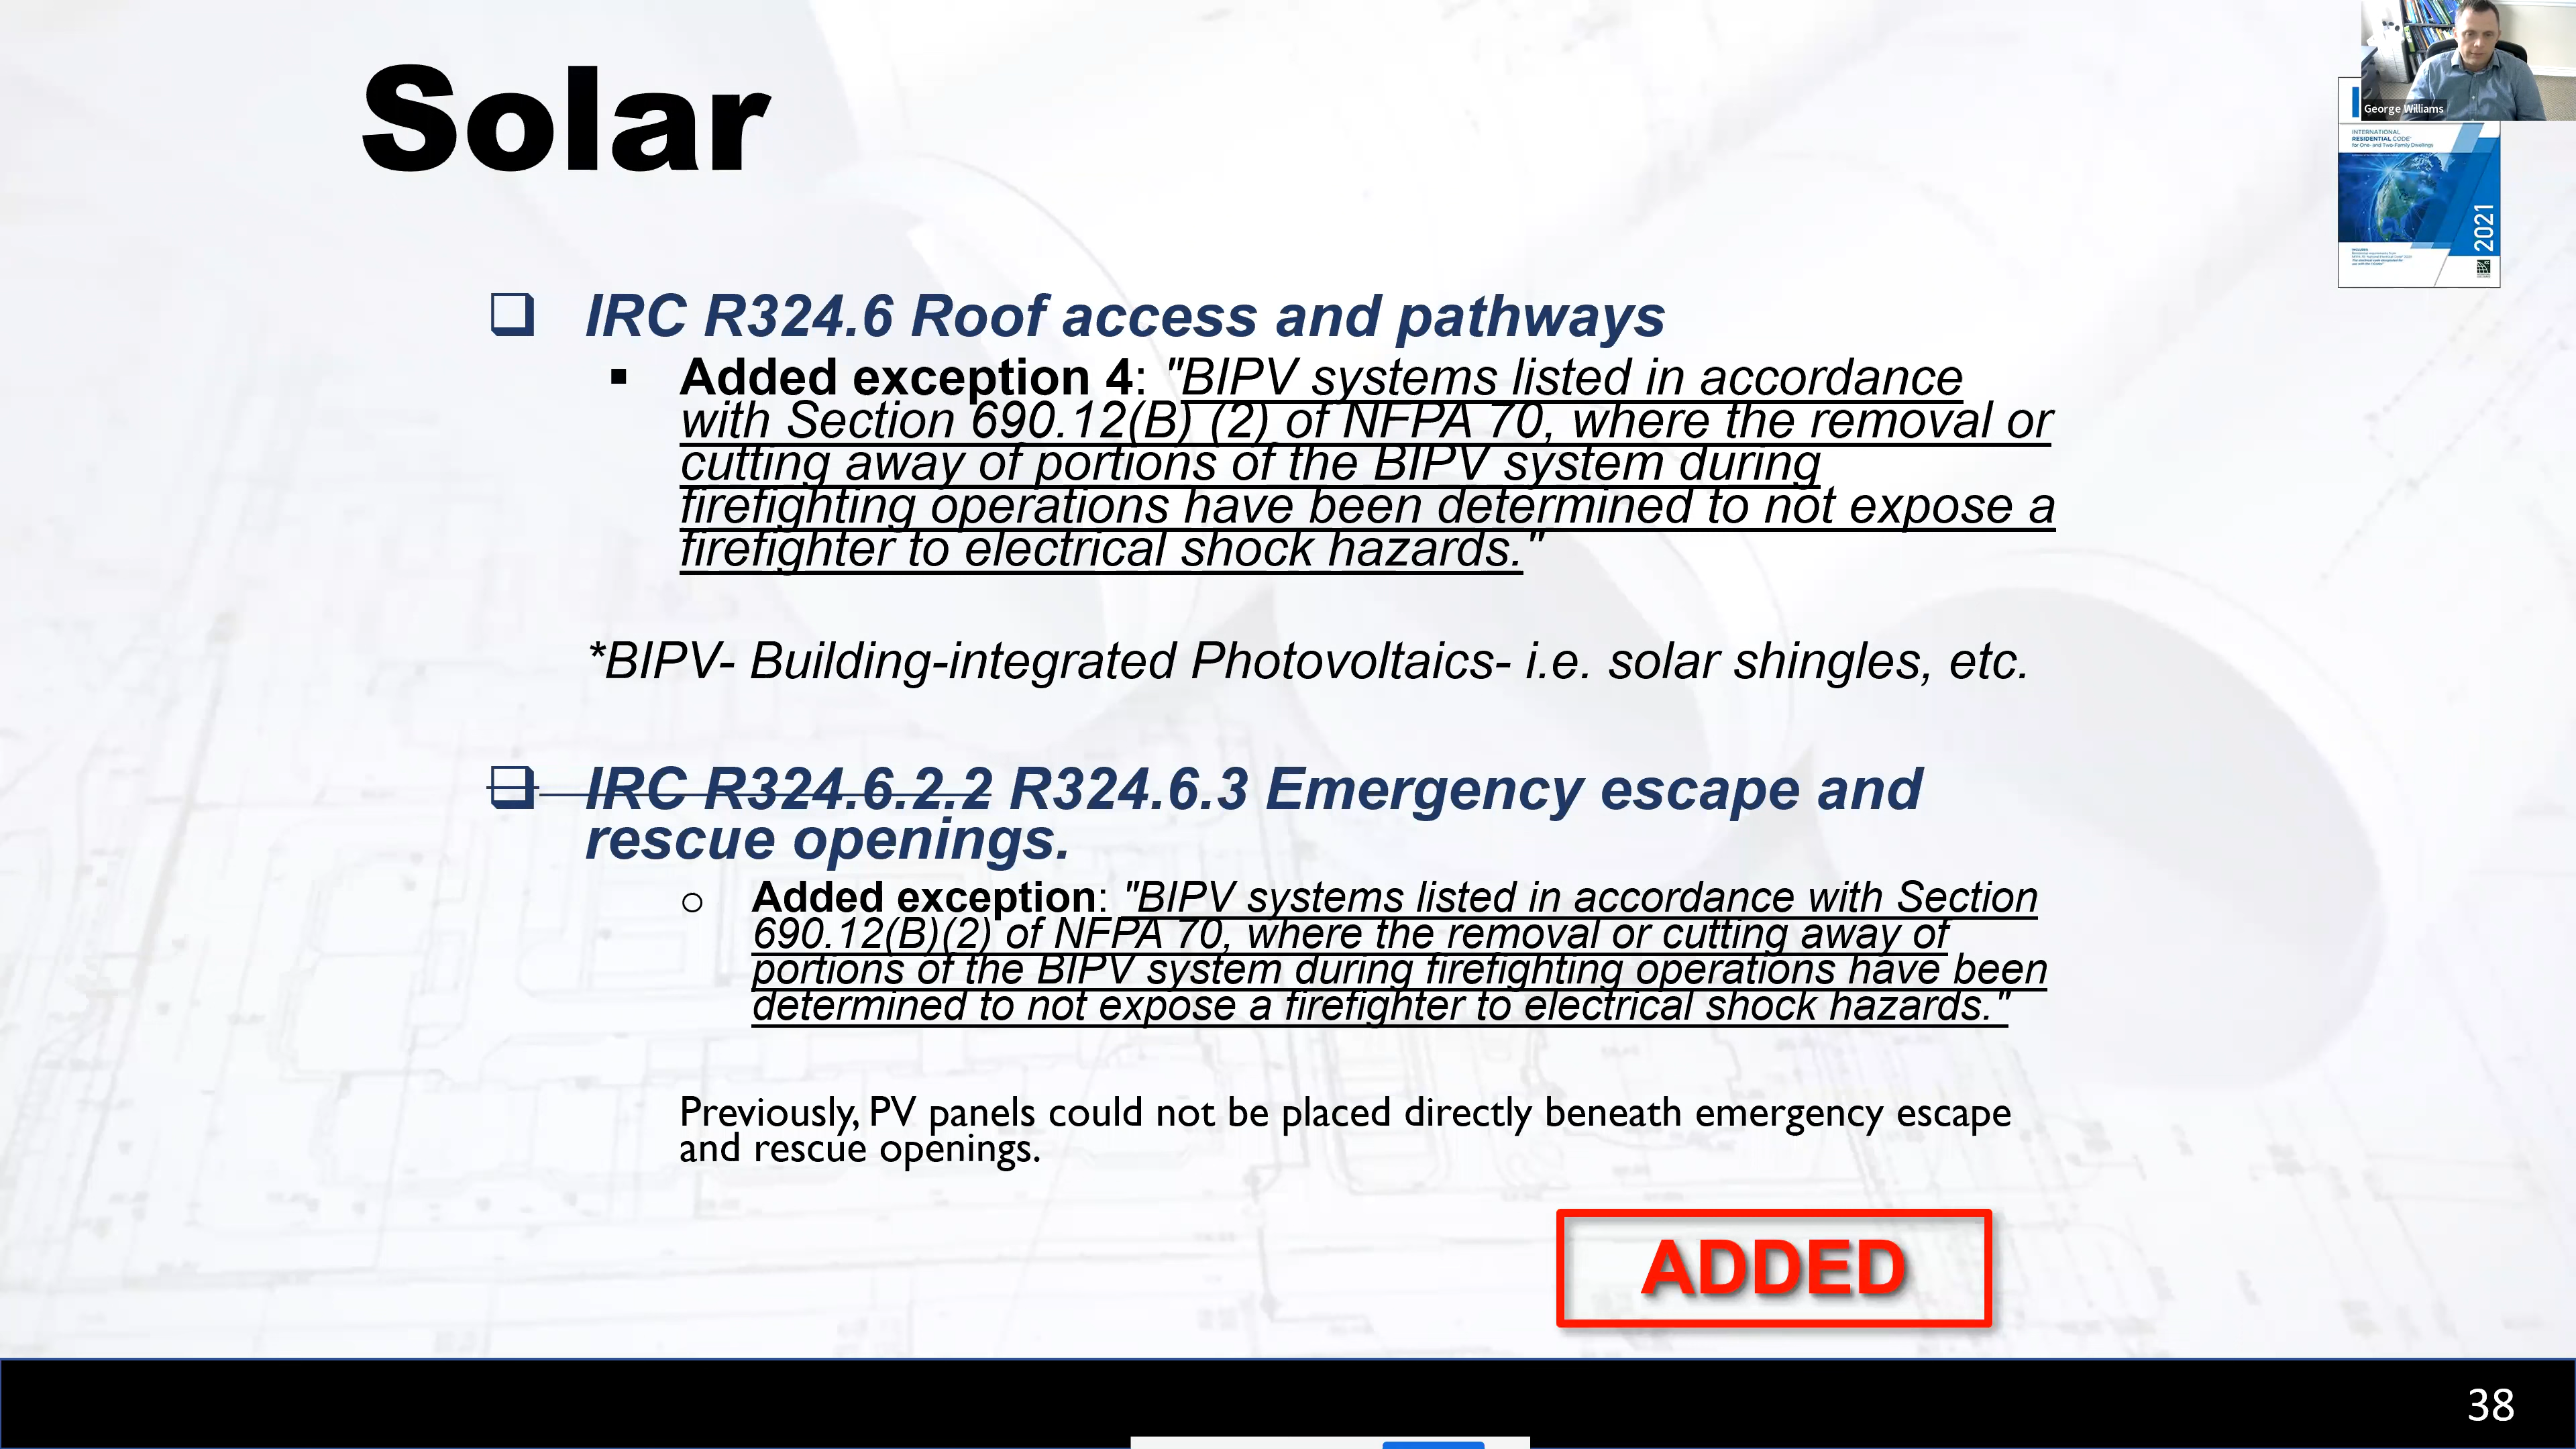 Solar
George Williams
INTERNATIONAL
RESIDENTIAL CODE®
for One- and Two-Family Dwellings
2021
❑ IRC R324.6 Roof access and pathways
▪ Added exception 4: "BIPV systems listed in accordance
with Section 690.12(B) (2) of NFPA 70, where the removal or
cutting away of portions of the BIPV system during
firefighting operations have been determined to not expose a
firefighter to electrical shock hazards."
*BIPV- Building-integrated Photovoltaics- i.e. solar shingles, etc.
❑ IRC R324.6.2.2 R324.6.3 Emergency escape and
rescue openings.
○ Added exception: "BIPV systems listed in accordance with Section
690.12(B)(2) of NFPA 70, where the removal or cutting away of
portions of the BIPV system during firefighting operations have been
determined to not expose a firefighter to electrical shock hazards."
Previously, PV panels could not be placed directly beneath emergency escape
and rescue openings.
ADDED
38